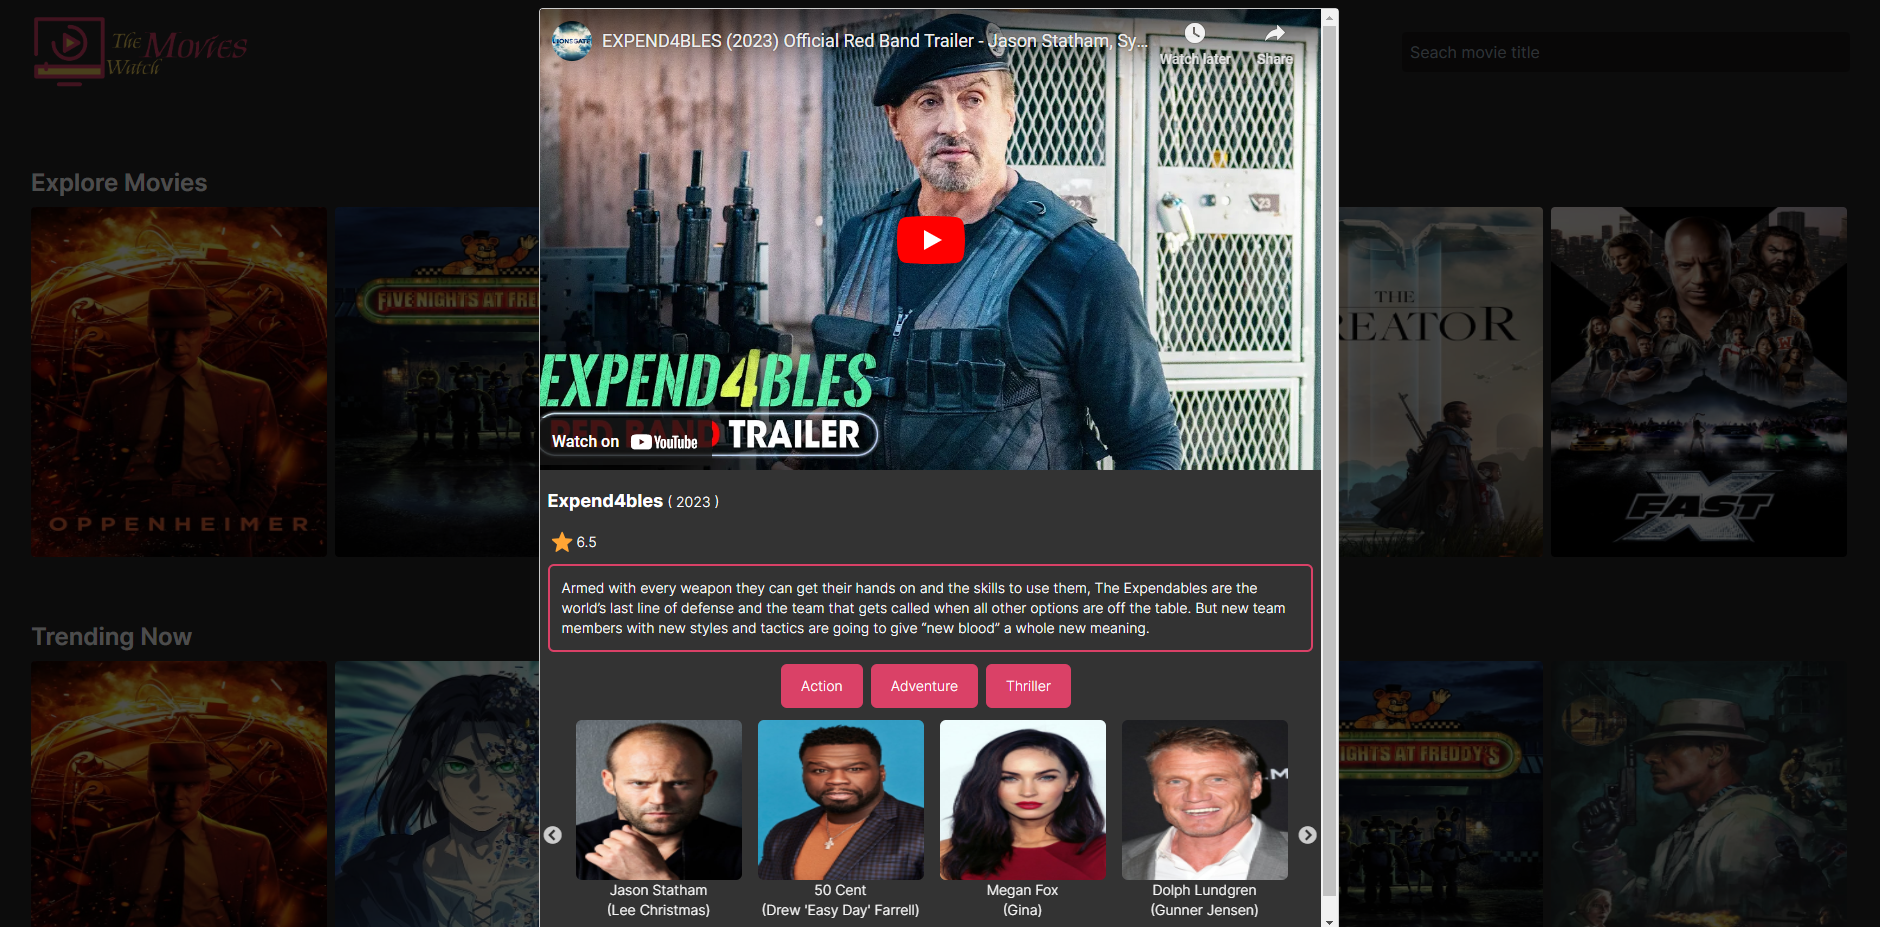 The Movies
Watch
Seach movie title
LIONSGATE
EXPEND4BLES (2023) Official Red Band Trailer - Jason Statham, Sy...
Watch later
Share
22
23
EXPEND4BLES
RED BAND TRAILER
Watch on YouTube
Explore Movies
OPPENHEIMER
FIVE NIGHTS AT FRE
THE
REATOR
FAST X
Expend4bles ( 2023 )
6.5
Armed with every weapon they can get their hands on and the skills to use them, The Expendables are the
world’s last line of defense and the team that gets called when all other options are off the table. But new team
members with new styles and tactics are going to give “new blood” a whole new meaning.
Action
Adventure
Thriller
Trending Now
IGHTS AT FREDDY'S
.M
Jason Statham
(Lee Christmas)
50 Cent
(Drew 'Easy Day' Farrell)
Megan Fox
(Gina)
Dolph Lundgren
(Gunner Jensen)